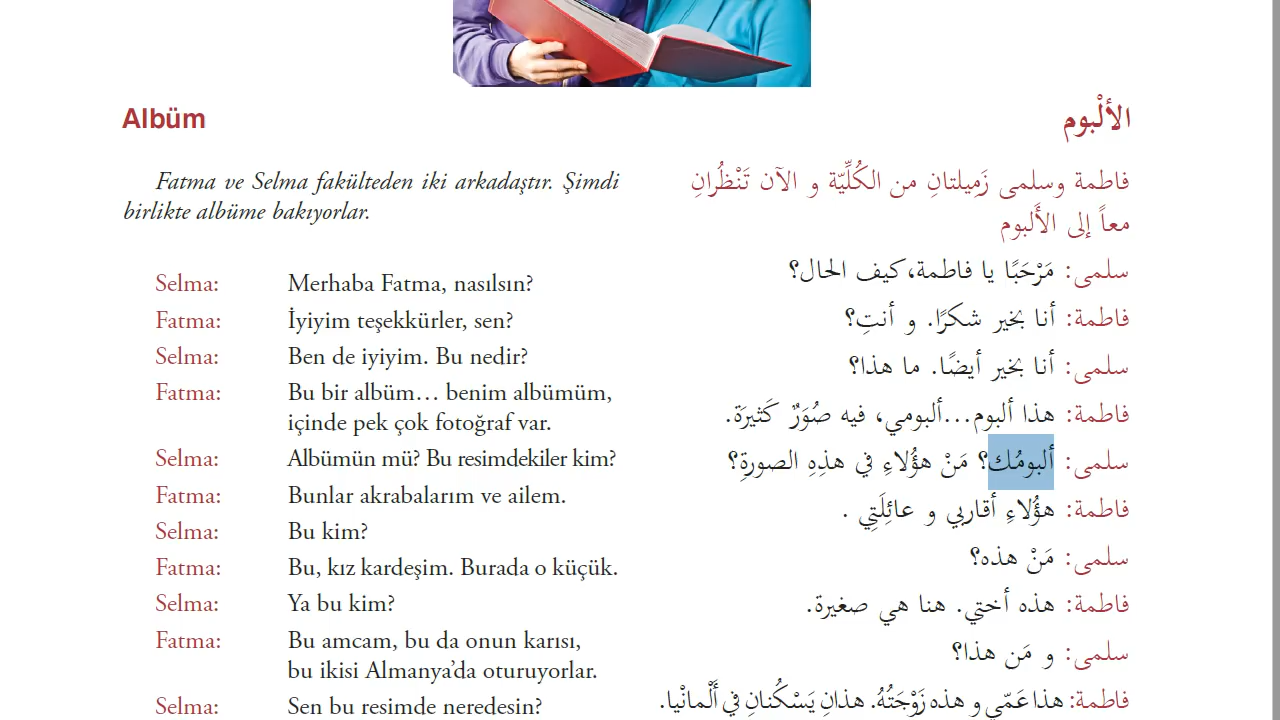 Albüm
Fatma ve Selma fakülteden iki arkadaştır. Şimdi
birlikte albüme bakıyorlar.
Selma: Merhaba Fatma, nasılsın?
Fatma: İyiyim teşekkürler, sen?
Selma: Ben de iyiyim. Bu nedir?
Fatma: Bu bir albüm… benim albümüm,
içinde pek çok fotoğraf var.
Selma: Albümün mü? Bu resimdekiler kim?
Fatma: Bunlar akrabalarım ve ailem.
Selma: Bu kim?
Fatma: Bu, kız kardeşim. Burada o küçük.
Selma: Ya bu kim?
Fatma: Bu amcam, bu da onun karısı,
bu ikisi Almanya’da oturuyorlar.
Selma: Sen bu resimde neredesin?
الألْبوم
فاطمة وسلمى زَمِيلتانِ من الكُلِّيّة و الآن تَنْظُرانِ
معاً إلى الأَلبوم
سلمى: مَرْحَبًا يا فاطمة،كيف الحال؟
فاطمة: أنا بخير شكرًا. و أنتِ؟
سلمى: أنا بخير أيضًا. ما هذا؟
فاطمة: هذا ألبوم...ألبومي، فيه صُوَرٌ كَثيرَة.
سلمى: ألبومُك؟ مَنْ هؤُلاءِ في هذِهِ الصورةِ؟
فاطمة: هؤُلاءِ أقاربي و عائِلَتِي .
سلمى: مَنْ هذه؟
فاطمة: هذه أختي. هنا هي صغيرة.
سلمى: و مَن هذا؟
فاطمة: هذا عَمّي و هذه زَوْجَتُهُ. هذانِ يَسْكُنانِ في أَلْمانْيا.